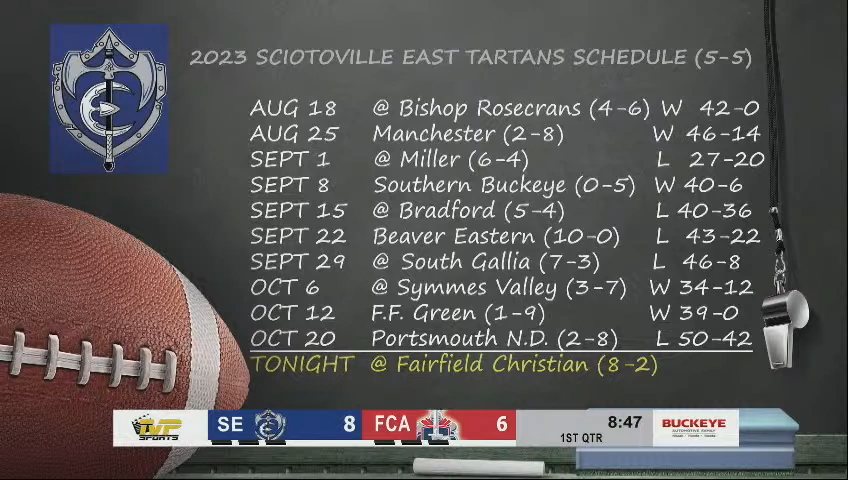 2023 SCIOTOVILLE EAST TARTANS SCHEDULE (5-5)
AUG 18 @ Bishop Rosecrans (4-6) W 42-0
AUG 25 Manchester (2-8) W 46-14
SEPT 1 @ Miller (6-4) L 27-20
SEPT 8 Southern Buckeye (0-5) W 40-6
SEPT 15 @ Bradford (5-4) L 40-36
SEPT 22 Beaver Eastern (10-0) L 43-22
SEPT 29 @ South Gallia (7-3) L 46-8
OCT 6 @ Symmes Valley (3-7) W 34-12
OCT 12 F.F. Green (1-9) W 39-0
OCT 20 Portsmouth N.D. (2-8) L 50-42
TONIGHT @ Fairfield Christian (8-2)
TVP SPORTS SE 8 FCA 6 8:47 1ST QTR BUCKEYE
AUTOMOTIVE FAMILY